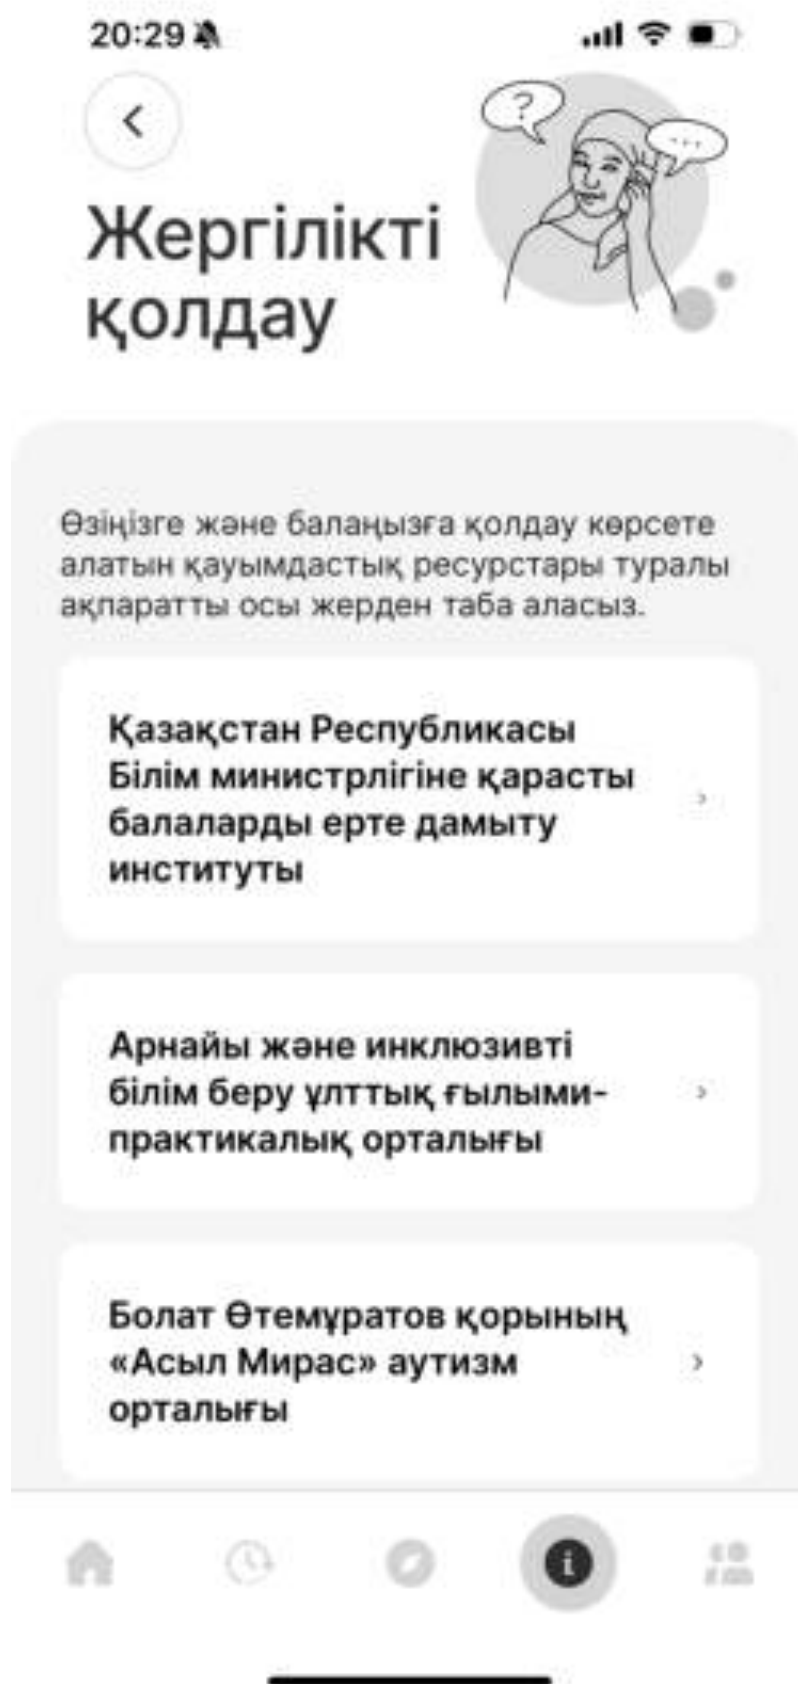 20:29
?
...
Жергілікті
қолдау
Өзіңізге және балаңызға қолдау көрсете
алатын қауымдастық ресурстары туралы
ақпаратты осы жерден таба аласыз.
Қазақстан Республикасы
Білім министрлігіне қарасты
балаларды ерте дамыту
институты
Арнайы және инклюзивті
білім беру ұлттық ғылыми-
практикалық орталығы
Болат Өтемұратов қорының
«Асыл Мирас» аутизм
орталығы
i